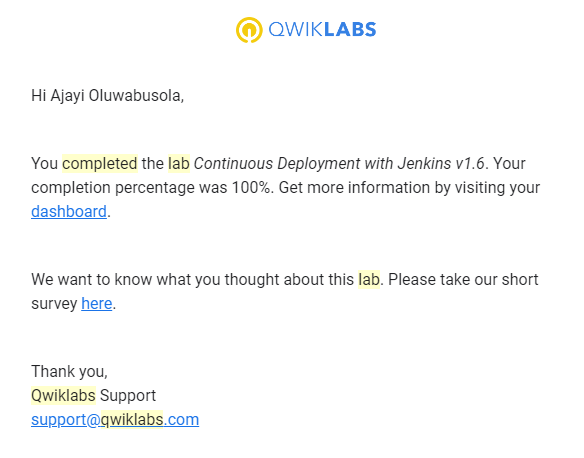 QWIKLABS
Hi Ajayi Oluwabusola,
You completed the lab Continuous Deployment with Jenkins v1.6. Your
completion percentage was 100%. Get more information by visiting your
dashboard.
We want to know what you thought about this lab. Please take our short
survey here.
Thank you,
Qwiklabs Support
support@qwiklabs.com